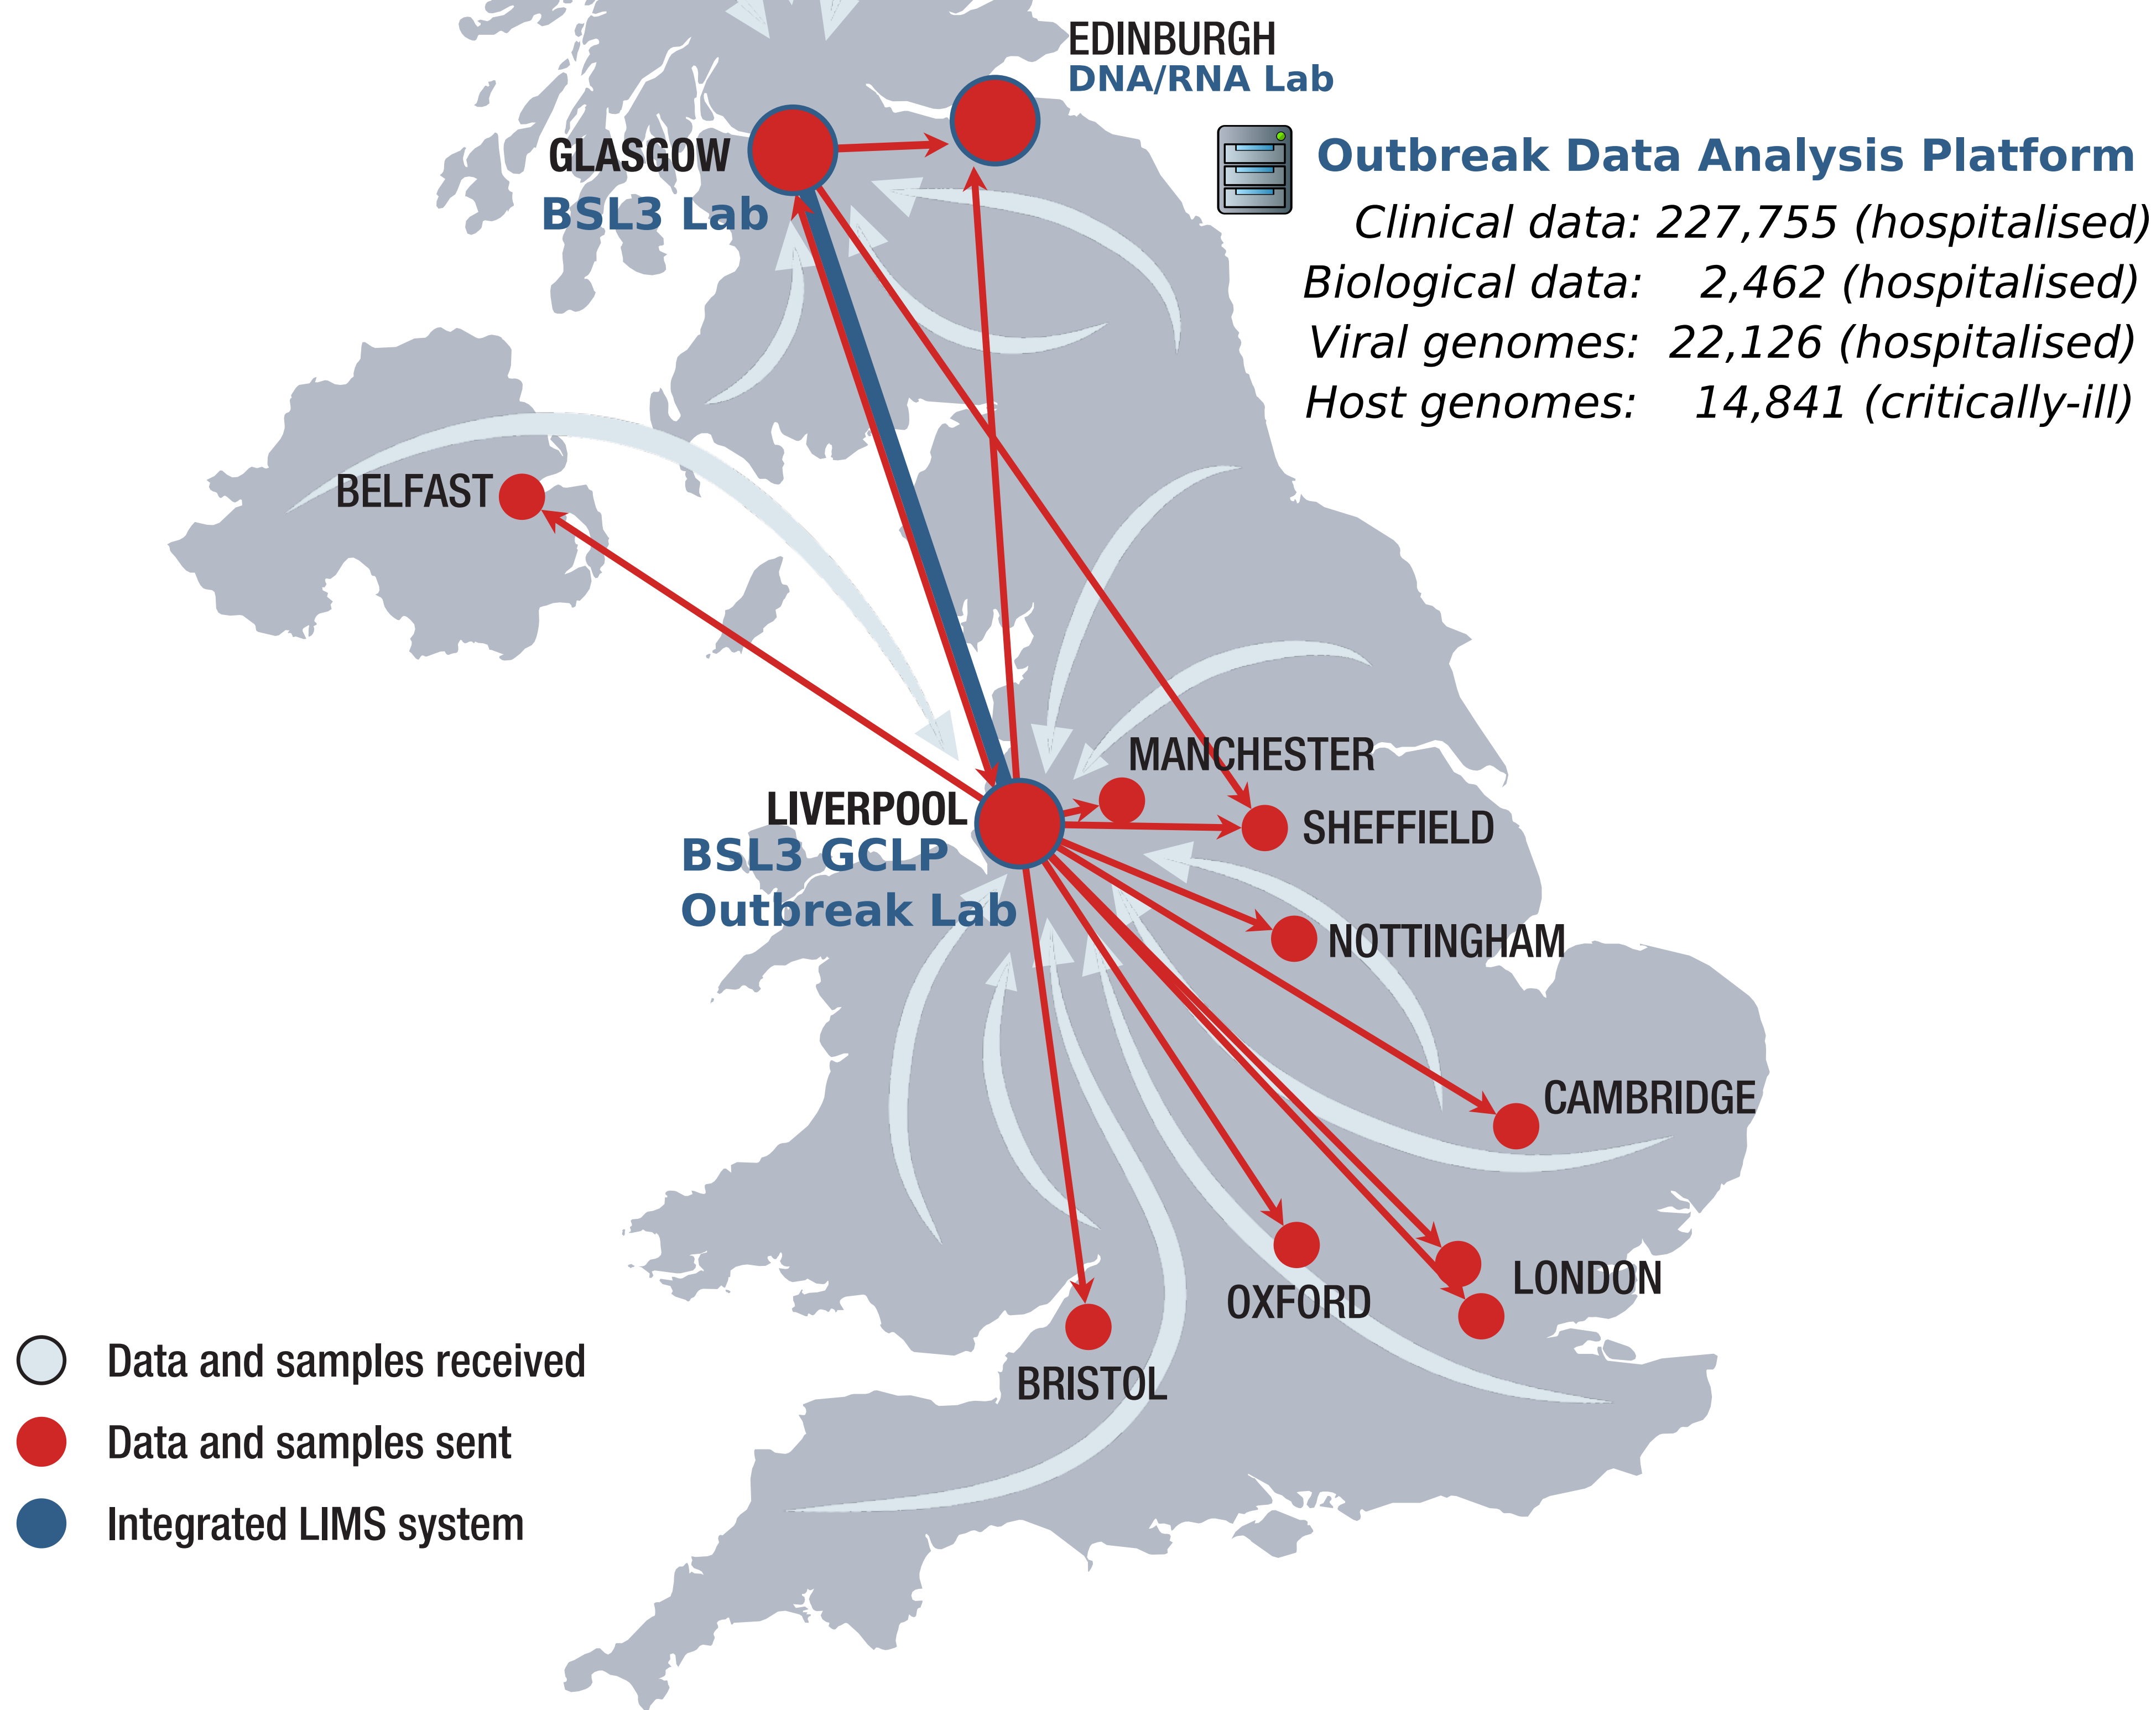 EDINBURGH
DNA/RNA Lab
GLASGOW
BSL3 Lab
Outbreak Data Analysis Platform
Clinical data: 227,755 (hospitalised)
Biological data: 2,462 (hospitalised)
Viral genomes: 22,126 (hospitalised)
Host genomes: 14,841 (critically-ill)
BELFAST
MANCHESTER
LIVERPOOL
BSL3 GCLP
Outbreak Lab
SHEFFIELD
NOTTINGHAM
CAMBRIDGE
LONDON
OXFORD
BRISTOL
Data and samples received
Data and samples sent
Integrated LIMS system